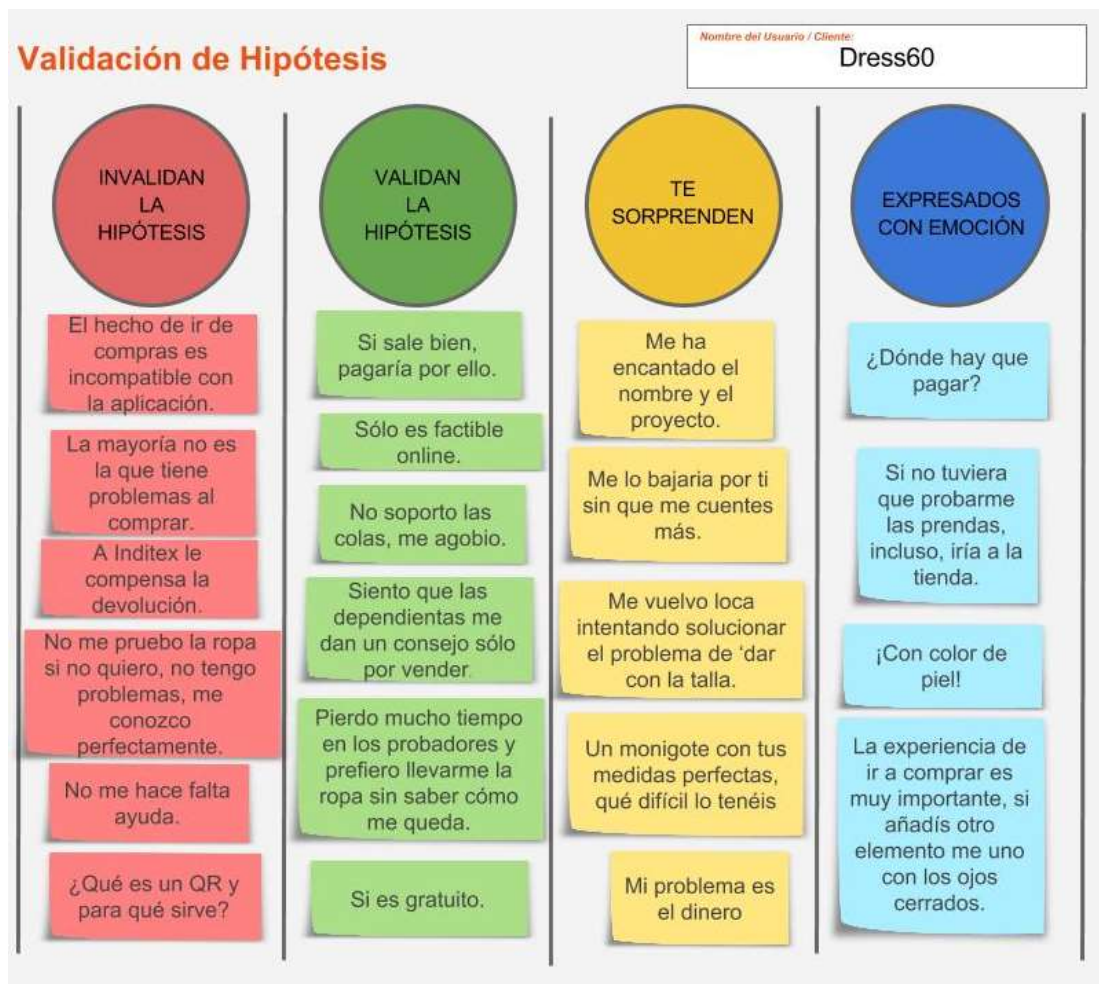 Validación de Hipótesis
Nombre del Usuario / Cliente:
Dress60
INVALIDAN
LA
HIPÓTESIS
El hecho de ir de
compras es
incompatible con
la aplicación.
La mayoría no es
la que tiene
problemas al
comprar.
A Inditex le
compensa la
devolución.
No me pruebo la ropa
si no quiero, no tengo
problemas, me
conozco
perfectamente.
No me hace falta
ayuda.
¿Qué es un QR y
para qué sirve?
VALIDAN
LA
HIPÓTESIS
Si sale bien,
pagaría por ello.
Sólo es factible
online.
No soporto las
colas, me agobio.
Siento que las
dependientas me
dan un consejo sólo
por vender.
Pierdo mucho tiempo
en los probadores y
prefiero llevarme la
ropa sin saber cómo
me queda.
Si es gratuito.
TE
SORPRENDEN
Me ha
encantado el
nombre y el
proyecto.
Me lo bajaria por ti
sin que me cuentes
más.
Me vuelvo loca
intentando solucionar
el problema de ‘dar
con la talla.
Un monigote con tus
medidas perfectas,
qué difícil lo tenéis
Mi problema es
el dinero
EXPRESADOS
CON EMOCIÓN
¿Dónde hay que
pagar?
Si no tuviera
que probarme
las prendas,
incluso, iría a la
tienda.
¡Con color de
piel!
La experiencia de
ir a comprar es
muy importante, si
añadís otro
elemento me uno
con los ojos
cerrados.